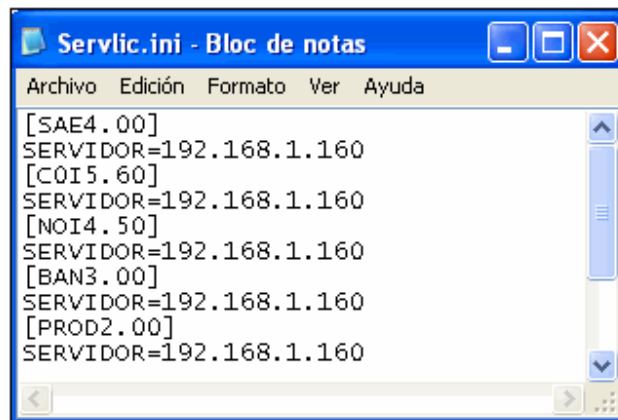 Servlic.ini - Bloc de notas
Archivo Edición Formato Ver Ayuda
[SAE4.00]
SERVIDOR=192.168.1.160
[COI5.60]
SERVIDOR=192.168.1.160
[NOI4.50]
SERVIDOR=192.168.1.160
[BAN3.00]
SERVIDOR=192.168.1.160
[PROD2.00]
SERVIDOR=192.168.1.160